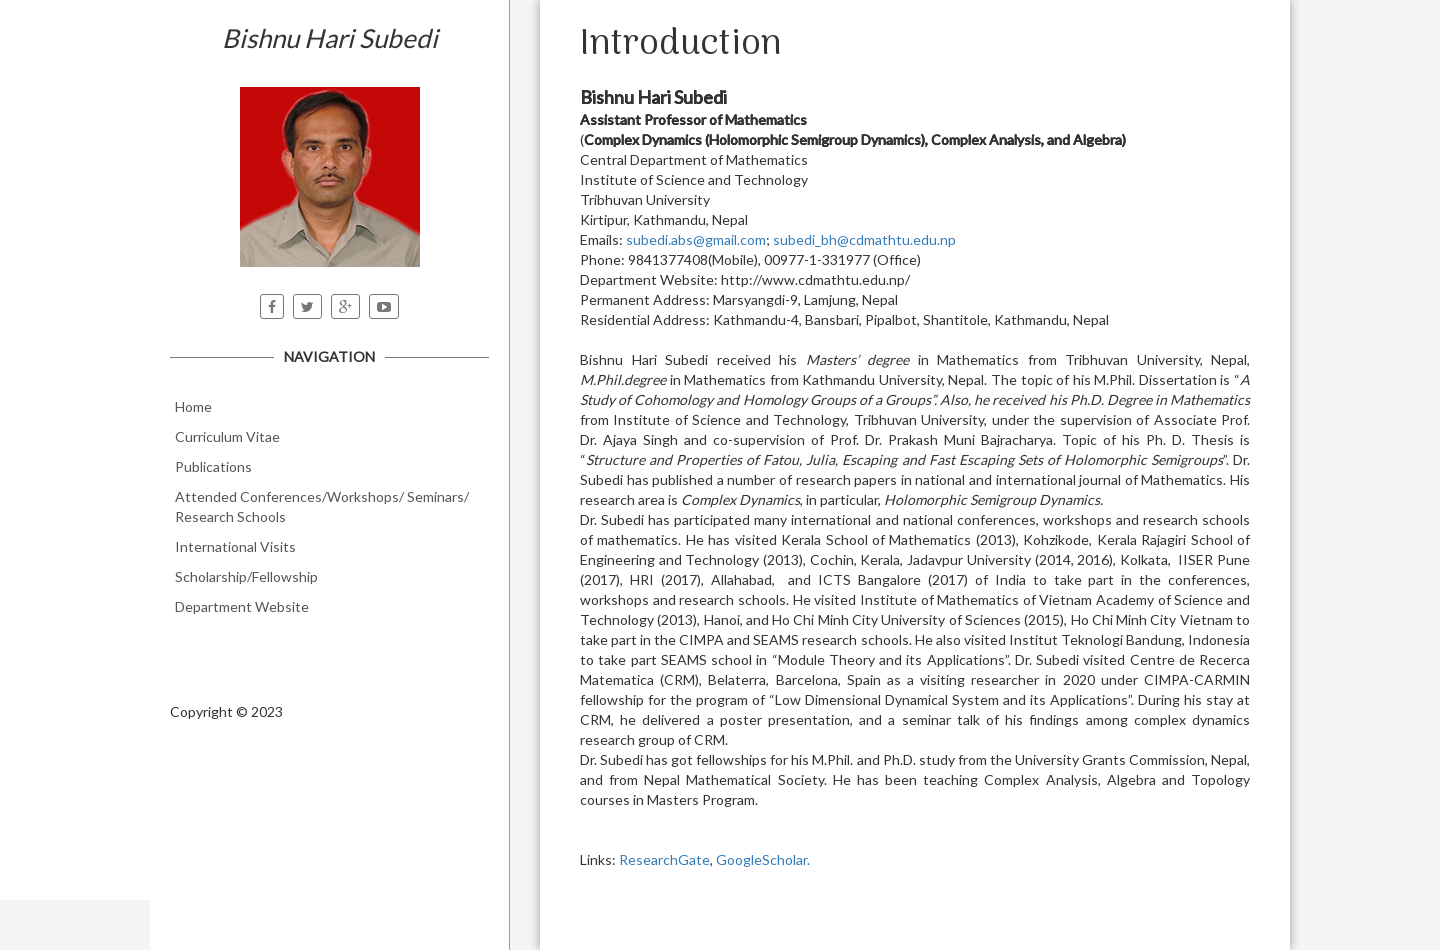 Bishnu Hari Subedi
NAVIGATION
Home
Curriculum Vitae
Publications
Attended Conferences/Workshops/ Seminars/
Research Schools
International Visits
Scholarship/Fellowship
Department Website
Copyright © 2023
Introduction
Bishnu Hari Subedi
Assistant Professor of Mathematics
(Complex Dynamics (Holomorphic Semigroup Dynamics), Complex Analysis, and Algebra)
Central Department of Mathematics
Institute of Science and Technology
Tribhuvan University
Kirtipur, Kathmandu, Nepal
Emails: subedi.abs@gmail.com; subedi_bh@cdmathtu.edu.np
Phone: 9841377408(Mobile), 00977-1-331977 (Office)
Department Website: http://www.cdmathtu.edu.np/
Permanent Address: Marsyangdi-9, Lamjung, Nepal
Residential Address: Kathmandu-4, Bansbari, Pipalbot, Shantitole, Kathmandu, Nepal
Bishnu Hari Subedi received his Masters’ degree in Mathematics from Tribhuvan University, Nepal,
M.Phil.degree in Mathematics from Kathmandu University, Nepal. The topic of his M.Phil. Dissertation is “A
Study of Cohomology and Homology Groups of a Groups”. Also, he received his Ph.D. Degree in Mathematics
from Institute of Science and Technology, Tribhuvan University, under the supervision of Associate Prof.
Dr. Ajaya Singh and co-supervision of Prof. Dr. Prakash Muni Bajracharya. Topic of his Ph. D. Thesis is
“Structure and Properties of Fatou, Julia, Escaping and Fast Escaping Sets of Holomorphic Semigroups”. Dr.
Subedi has published a number of research papers in national and international journal of Mathematics. His
research area is Complex Dynamics, in particular, Holomorphic Semigroup Dynamics.
Dr. Subedi has participated many international and national conferences, workshops and research schools
of mathematics. He has visited Kerala School of Mathematics (2013), Kohzikode, Kerala Rajagiri School of
Engineering and Technology (2013), Cochin, Kerala, Jadavpur University (2014, 2016), Kolkata, IISER Pune
(2017), HRI (2017), Allahabad, and ICTS Bangalore (2017) of India to take part in the conferences,
workshops and research schools. He visited Institute of Mathematics of Vietnam Academy of Science and
Technology (2013), Hanoi, and Ho Chi Minh City University of Sciences (2015), Ho Chi Minh City Vietnam to
take part in the CIMPA and SEAMS research schools. He also visited Institut Teknologi Bandung, Indonesia
to take part SEAMS school in “Module Theory and its Applications”. Dr. Subedi visited Centre de Recerca
Matematica (CRM), Belaterra, Barcelona, Spain as a visiting researcher in 2020 under CIMPA-CARMIN
fellowship for the program of “Low Dimensional Dynamical System and its Applications”. During his stay at
CRM, he delivered a poster presentation, and a seminar talk of his findings among complex dynamics
research group of CRM.
Dr. Subedi has got fellowships for his M.Phil. and Ph.D. study from the University Grants Commission, Nepal,
and from Nepal Mathematical Society. He has been teaching Complex Analysis, Algebra and Topology
courses in Masters Program.
Links: ResearchGate, GoogleScholar.